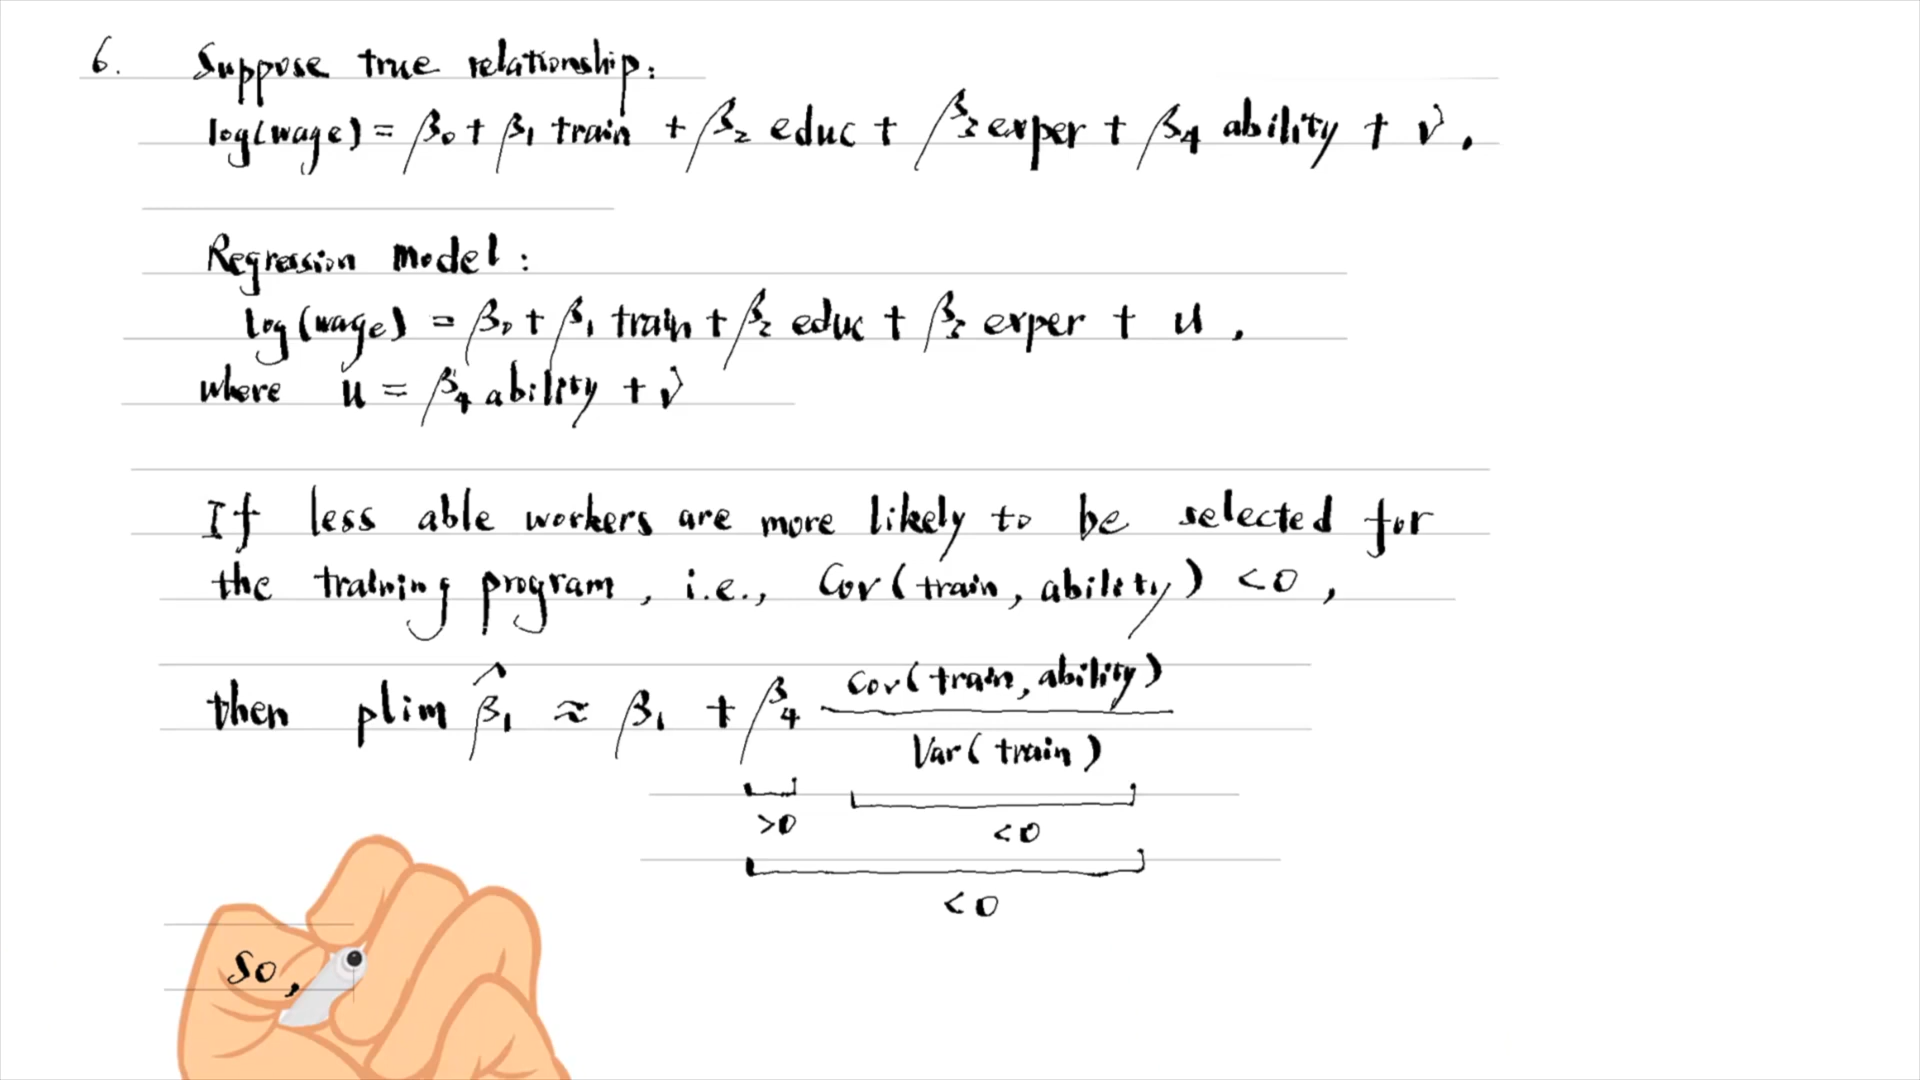 6. Suppose true relationship:
log(wage) = β₀ + β₁ train + β₂ educ + β₃ exper + β₄ ability + v.
Regression Model:
log(wage) = β₀ + β₁ train + β₂ educ + β₃ exper + u,
where u = β₄ ability + v
If less able workers are more likely to be selected for
the training program, i.e., Cov(train, ability) < 0,
then plim β̂₁ ≈ β₁ + β₄ Cov(train, ability)
Var(train)
>0 <0
<0
So,